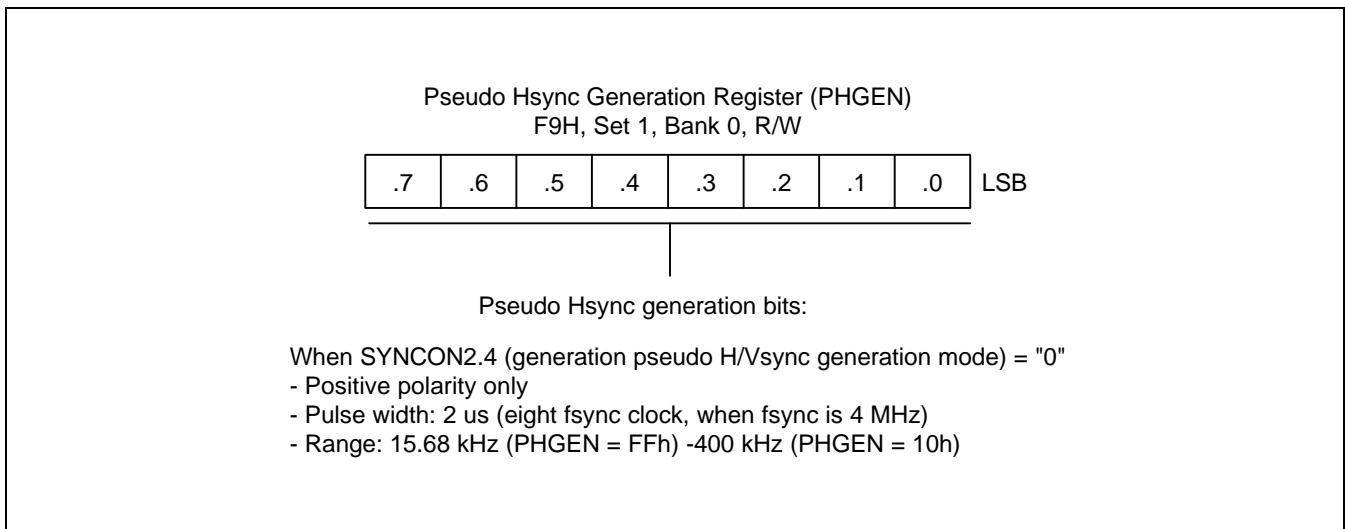 Pseudo Hsync Generation Register (PHGEN)
F9H, Set 1, Bank 0, R/W
.7 .6 .5 .4 .3 .2 .1 .0 LSB
Pseudo Hsync generation bits:
When SYNCON2.4 (generation pseudo H/Vsync generation mode) = "0"
- Positive polarity only
- Pulse width: 2 us (eight fsync clock, when fsync is 4 MHz)
- Range: 15.68 kHz (PHGEN = FFh) -400 kHz (PHGEN = 10h)